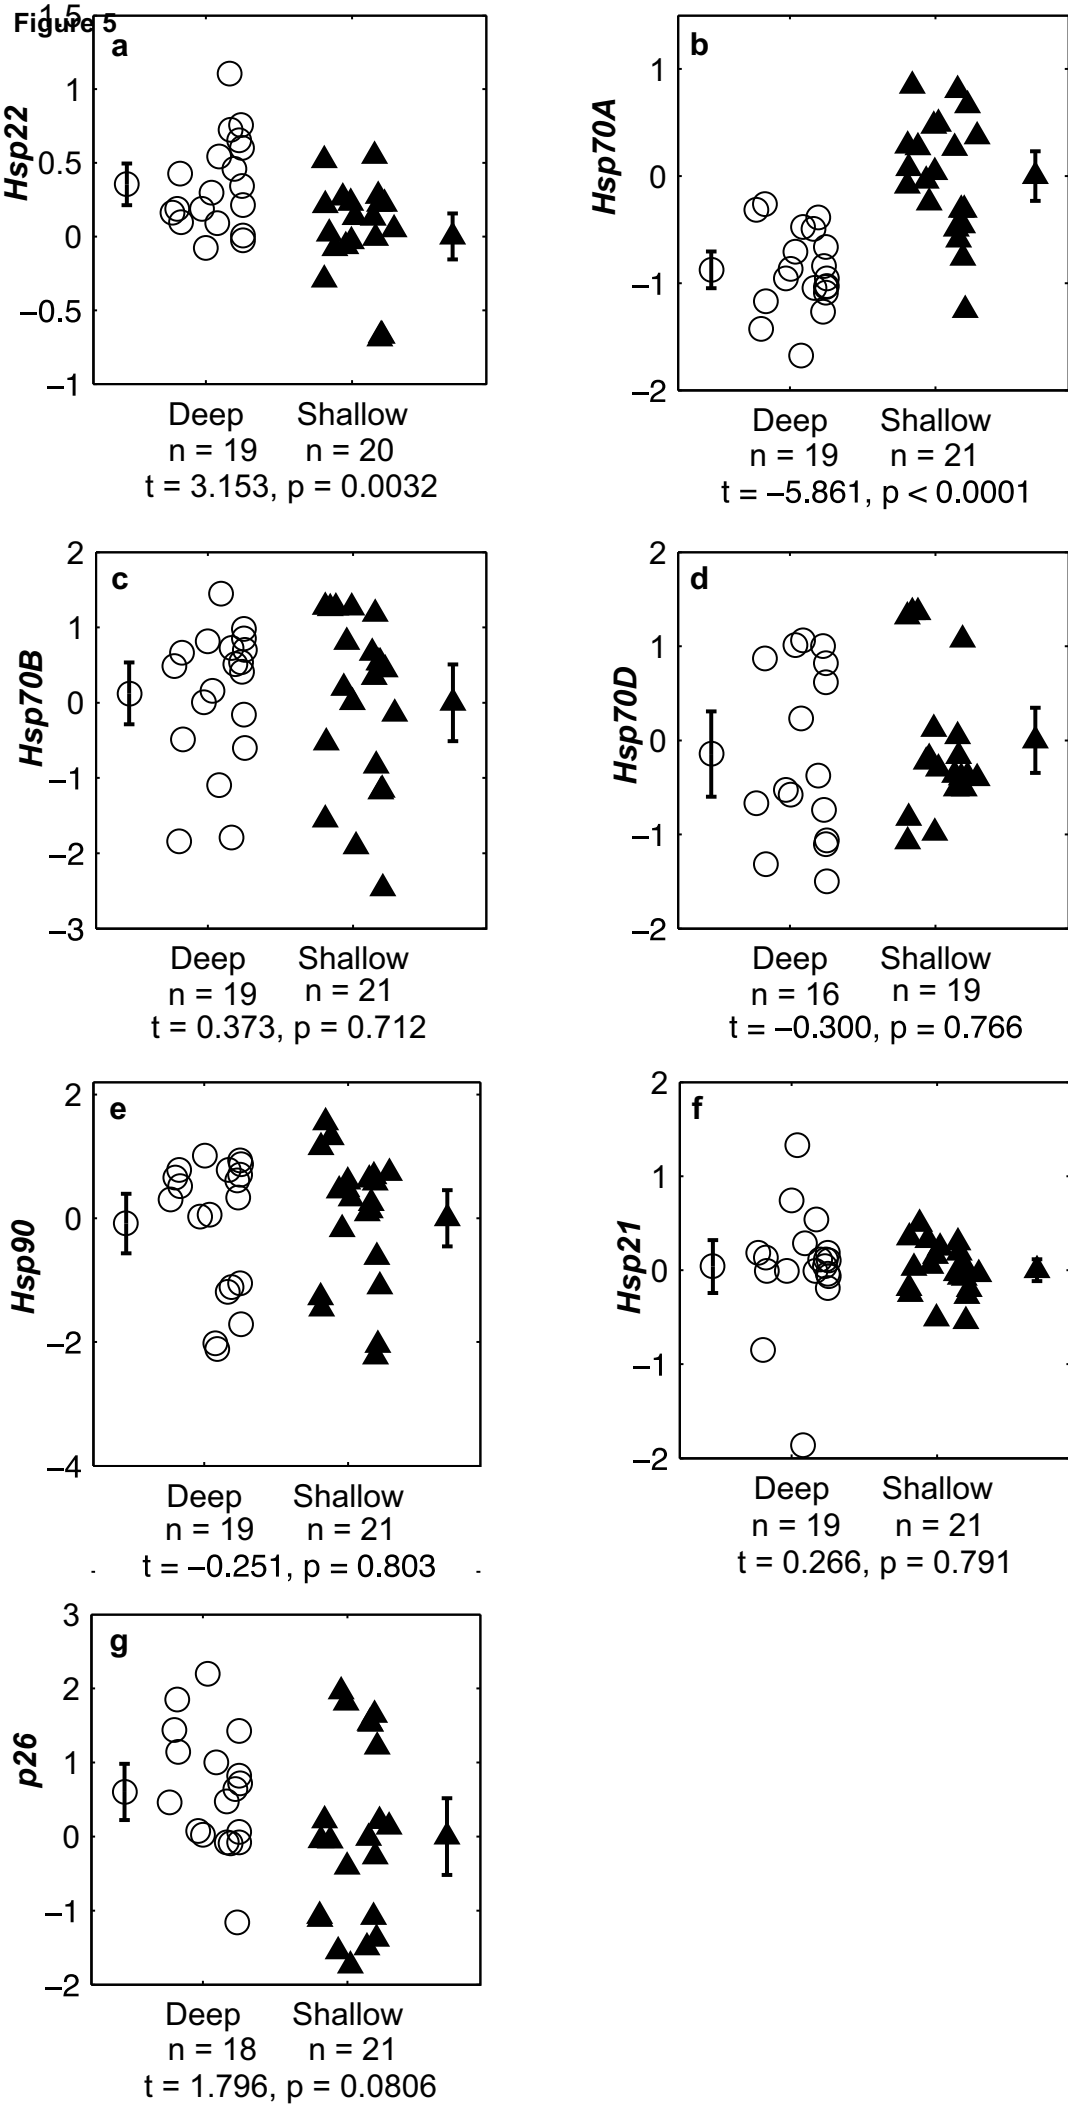 Figure 5
a
1.5
1
0.5
0
−0.5
−1
Hsp22
Deep Shallow
n = 19 n = 20
t = 3.153, p = 0.0032
b
1
0
−1
−2
Hsp70A
Deep Shallow
n = 19 n = 21
t = −5.861, p < 0.0001
c
2
1
0
−1
−2
−3
Hsp70B
Deep Shallow
n = 19 n = 21
t = 0.373, p = 0.712
d
2
1
0
−1
−2
Hsp70D
Deep Shallow
n = 16 n = 19
t = −0.300, p = 0.766
e
2
0
−2
−4
Hsp90
Deep Shallow
n = 19 n = 21
t = −0.251, p = 0.803
f
2
1
0
−1
−2
Hsp21
Deep Shallow
n = 19 n = 21
t = 0.266, p = 0.791
g
3
2
1
0
−1
−2
p26
Deep Shallow
n = 18 n = 21
t = 1.796, p = 0.0806